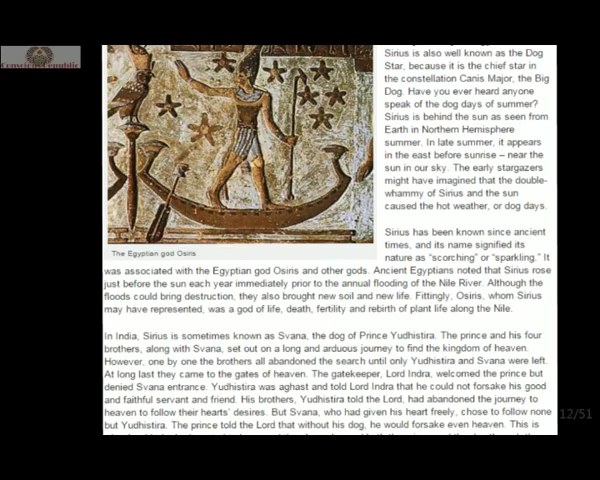 Conscious Republic
Sirius is also well known as the Dog
Star, because it is the chief star in
the constellation Canis Major, the Big
Dog. Have you ever heard anyone
speak of the dog days of summer?
Sirius is behind the sun as seen from
Earth in Northern Hemisphere
summer. In late summer, it appears
in the east before sunrise – near the
sun in our sky. The early stargazers
might have imagined that the double-
whammy of Sirius and the sun
caused the hot weather, or dog days.
The Egyptian god Osiris
Sirius has been known since ancient
times, and its name signified its
nature as “scorching” or “sparkling.” It
was associated with the Egyptian god Osiris and other gods. Ancient Egyptians noted that Sirius rose
just before the sun each year immediately prior to the annual flooding of the Nile River. Although the
floods could bring destruction, they also brought new soil and new life. Fittingly, Osiris, whom Sirius
may have represented, was a god of life, death, fertility and rebirth of plant life along the Nile.
In India, Sirius is sometimes known as Svana, the dog of Prince Yudhistira. The prince and his four
brothers, along with Svana, set out on a long and arduous journey to find the kingdom of heaven.
However, one by one the brothers all abandoned the search until only Yudhistira and Svana were left.
At long last they came to the gates of heaven. The gatekeeper, Lord Indra, welcomed the prince but
denied Svana entrance. Yudhistira was aghast and told Lord Indra that he could not forsake his good
and faithful servant and friend. His brothers, Yudhistira told the Lord, had abandoned the journey to
heaven to follow their hearts’ desires. But Svana, who had given his heart freely, chose to follow none
but Yudhistira. The prince told the Lord that without his dog, he would forsake even heaven. This is
12/51